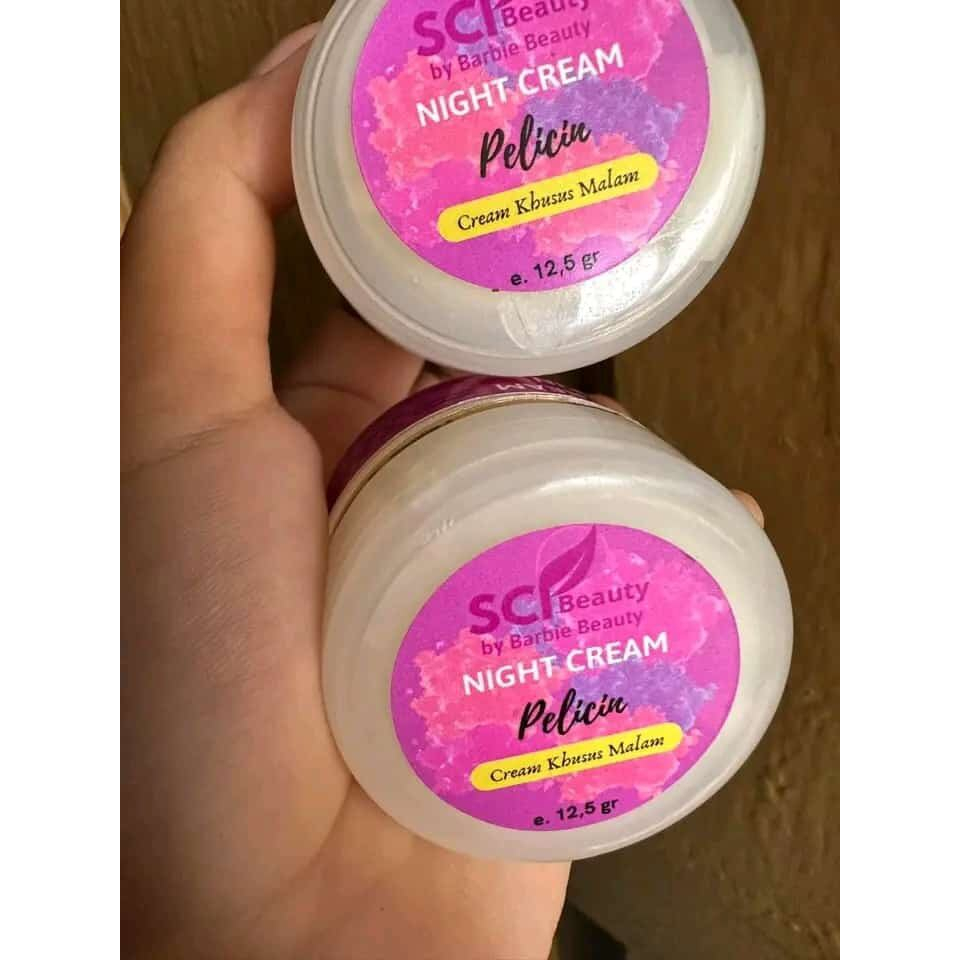 SCI Beauty
by Barbie Beauty
NIGHT CREAM
Pelicin
Cream Khusus Malam
e. 12,5 gr
SCI Beauty
by Barbie Beauty
NIGHT CREAM
Pelicin
Cream Khusus Malam
e. 12,5 gr